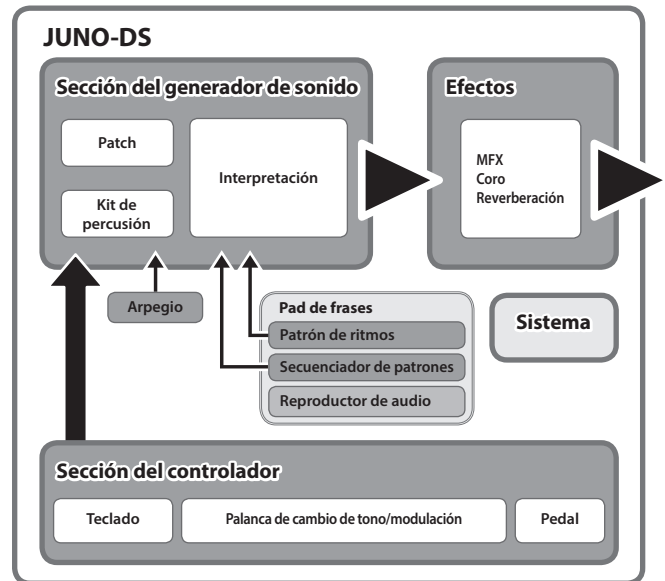 JUNO-DS
Sección del generador de sonido
Patch
Kit de
percusión
Interpretación
Efectos
MFX
Coro
Reverberación
Arpegio
Pad de frases
Patrón de ritmos
Secuenciador de patrones
Reproductor de audio
Sistema
Sección del controlador
Teclado
Palanca de cambio de tono/modulación
Pedal